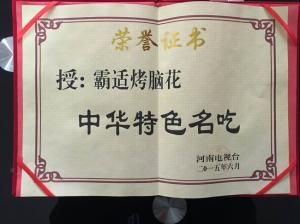 荣誉证书
授：霸适烤脑花
中华特色名吃
河南电视台
二〇一五年六月